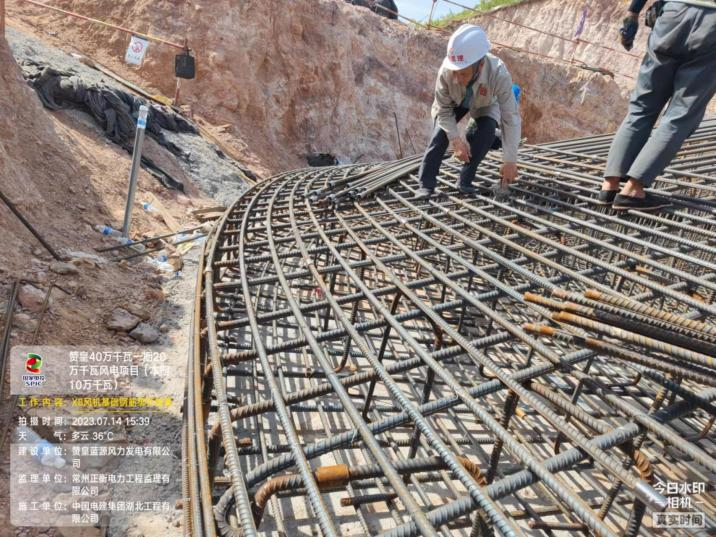 国家电投
SPIC
赞皇40万千瓦一期20
万千瓦风电项目（本期
10万千瓦）
工作内容：X8风机基础钢筋
拍摄时间：2023.07.14 15:39
天气：多云 36℃
建设单位：赞皇蓝源风力发电有限公司
监理单位：常州正衡电力工程监理有限公司
施工单位：中国电建集团湖北工程有限公司
今日水印
相机
真实时间